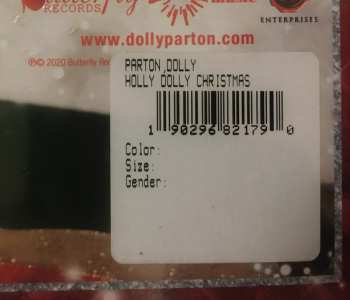 RECORDS
ENTERPRISES
www.dollyparton.com
℗© 2020 Butterfly
PARTON,DOLLY
HOLLY DOLLY CHRISTMAS
1 90296 82179 0
Color:
Size:
Gender: